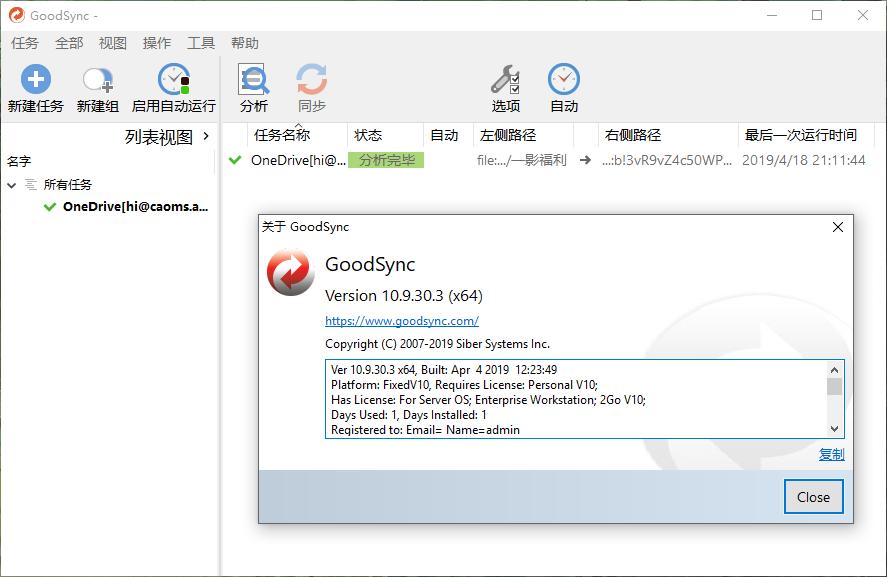 GoodSync -
任务 全部 视图 操作 工具 帮助
新建任务 新建组 启用自动运行 分析 同步 选项 自动
列表视图
名字
所有任务
OneDrive[hi@caoms.a...
任务名称 状态 自动 左侧路径 右侧路径 最后一次运行时间
OneDrive[hi@... 分析完毕 file:.../一影福利 ...:b!3vR9vZ4c50WP... 2019/4/18 21:11:44
关于 GoodSync
GoodSync
Version 10.9.30.3 (x64)
https://www.goodsync.com/
Copyright (C) 2007-2019 Siber Systems Inc.
Ver 10.9.30.3 x64, Built: Apr  4 2019  12:23:49
Platform: FixedV10, Requires License: Personal V10;
Has License: For Server OS; Enterprise Workstation; 2Go V10;
Days Used: 1, Days Installed: 1
Registered to: Email= Name=admin
复制
Close